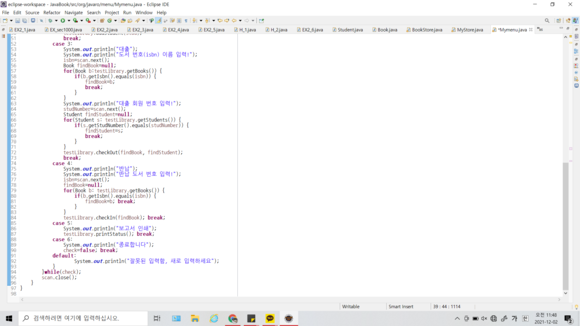 eclipse-workspace - JavaBook/src/org/javaro/menu/Mymenu.java - Eclipse IDE
File Edit Source Refactor Navigate Search Project Run Window Help
EX2_1.java EX_jec1000.java EX2_2.java EX2_3.java EX2_4.java EX2_5.java H_1.java H_2.java EX2_6.java Student.java Book.java BookStore.java MyStore.java *Mymenu.java
break;
case 3:
System.out.println("대출");
System.out.println("도서 번호(isbn) 이름 입력!");
isbn=scan.next();
Book findBook=null;
for(Book b:testLibrary.getBooks()) {
if(b.getIsbn().equals(isbn)) {
findBook=b;
break;
}
}
System.out.println("대출 회원 번호 입력!");
studNumber=scan.next();
Student findStudent=null;
for(Student s: testLibrary.getStudents()) {
if(s.getStudNumber().equals(studNumber)) {
findStudent=s;
break;
}
}
testLibrary.checkOut(findBook, findStudent);
break;
case 4:
System.out.println("반납");
System.out.println("반납 도서 번호 입력!");
isbn=scan.next();
findBook=null;
for(Book b: testLibrary.getBooks()) {
if(b.getIsbn().equals(isbn)) {
findBook=b; break;
}
}
testLibrary.checkIn(findBook); break;
case 5:
System.out.println("보고서 인쇄");
testLibrary.printStatus(); break;
case 6:
System.out.println("종료합니다");
check=false; break;
default:
System.out.println("잘못된 입력함, 새로 입력하세요");
}
}while(check);
scan.close();
}
}
Writable Smart Insert 39 : 44 : 1114
검색하려면 여기에 입력하십시오.
오전 11:46
2021-12-02